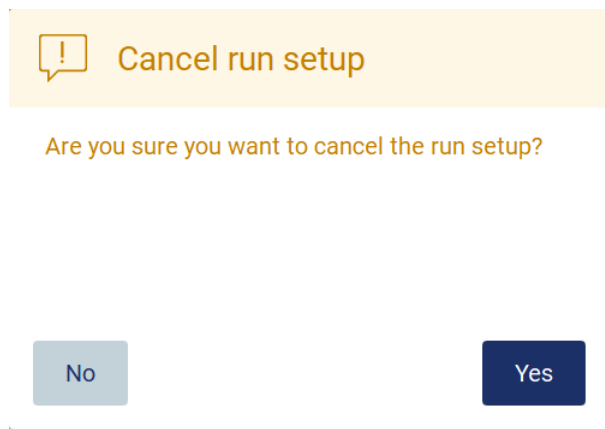 Cancel run setup
Are you sure you want to cancel the run setup?
No
Yes